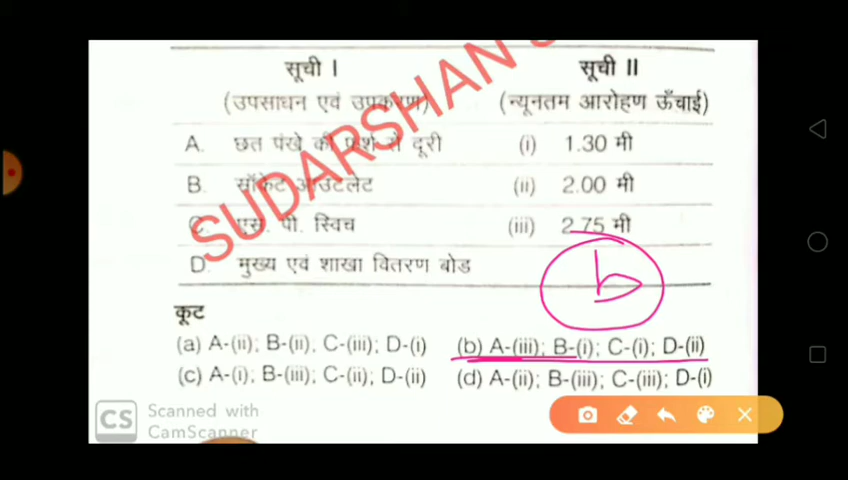 सूची I सूची II
(उपसाधन एवं उपकरण) (न्यूनतम आरोहण ऊँचाई)
A. छत पंखे की फ़र्श से दूरी (i) 1.30 मी
B. सॉकेट आउटलेट (ii) 2.00 मी
C. एस. पी. स्विच (iii) 2.75 मी
D. मुख्य एवं शाखा वितरण बोड
b
कूट
(a) A-(ii); B-(ii); C-(iii); D-(i) (b) A-(iii); B-(i); C-(i); D-(ii)
(c) A-(i); B-(iii); C-(ii); D-(ii) (d) A-(ii); B-(iii); C-(iii); D-(i)
SUDARSHAN
CS Scanned with
CamScanner